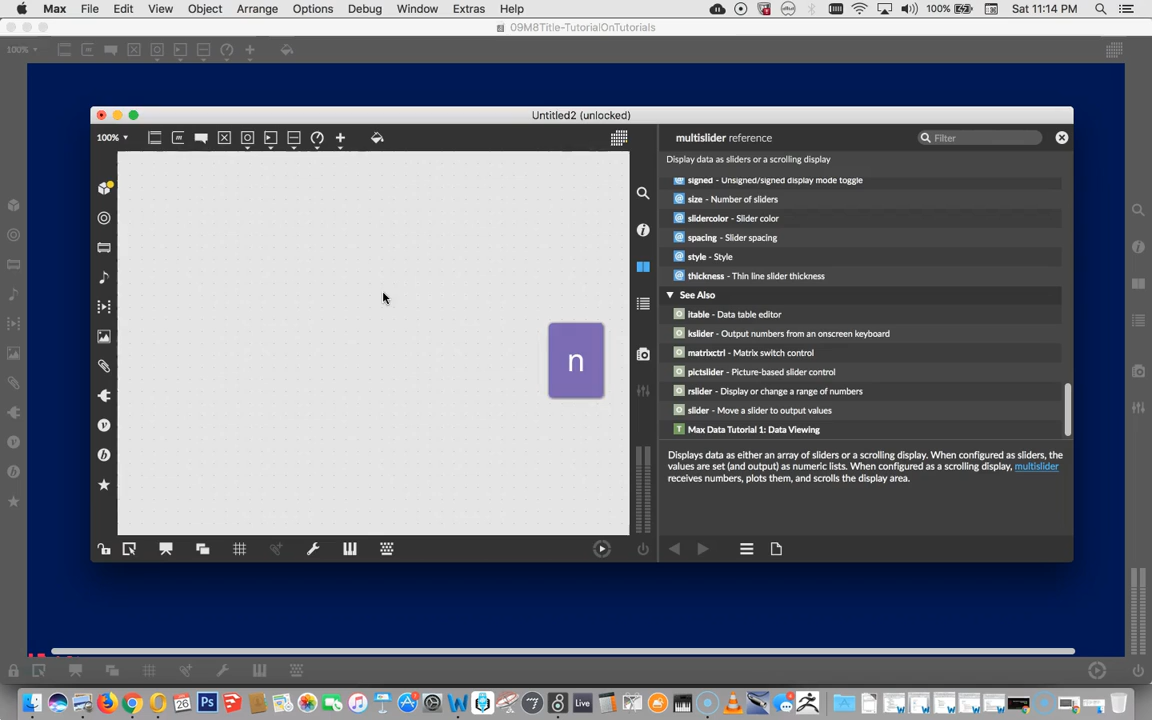 Max File Edit View Object Arrange Options Debug Window Extras Help 100% Sat 11:14 PM
09M8Title-TutorialOnTutorials
100%
Untitled2 (unlocked)
100% multislider reference Filter
Display data as sliders or a scrolling display
signed - Unsigned/signed display mode toggle
size - Number of sliders
slidercolor - Slider color
spacing - Slider spacing
style - Style
thickness - Thin line slider thickness
See Also
itable - Data table editor
kslider - Output numbers from an onscreen keyboard
matrixctrl - Matrix switch control
pictslider - Picture-based slider control
rslider - Display or change a range of numbers
slider - Move a slider to output values
T Max Data Tutorial 1: Data Viewing
n
Displays data as either an array of sliders or a scrolling display. When configured as sliders, the
values are set (and output) as numeric lists. When configured as a scrolling display, multislider
receives numbers, plots them, and scrolls the display area.
26 Ps 7 8 Live